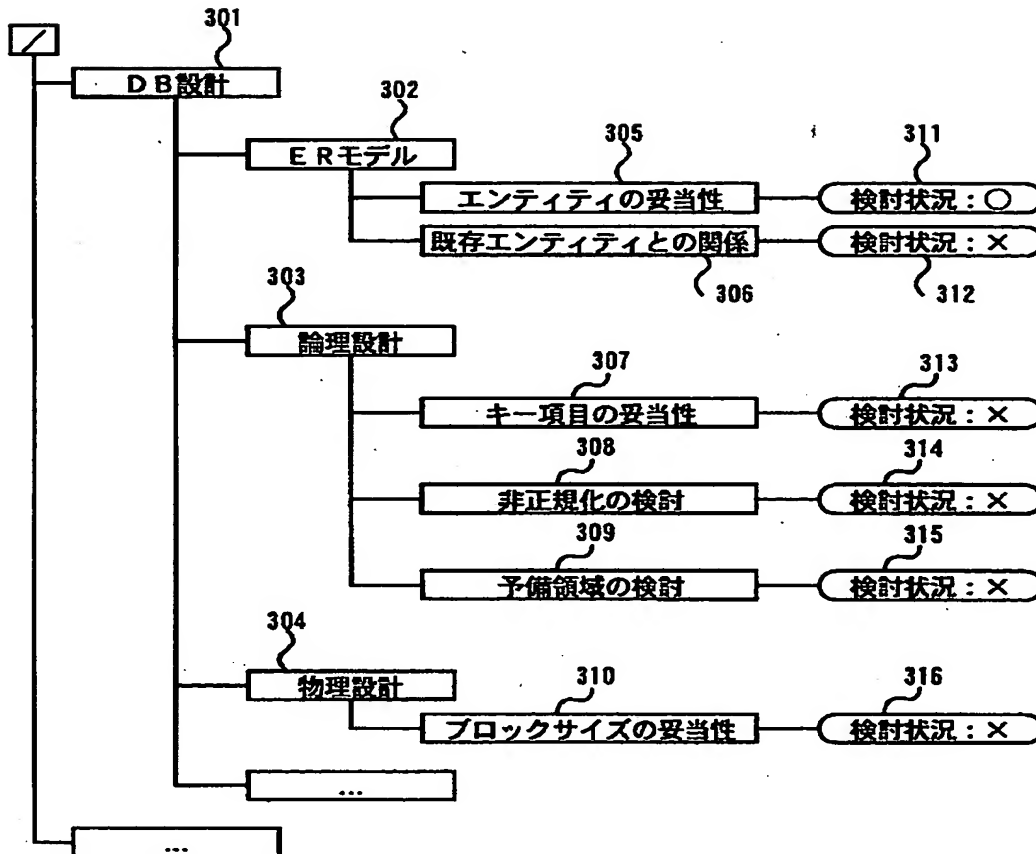 301
／
ＤＢ設計
302
ＥＲモデル
305
311
エンティティの妥当性
検討状況：○
既存エンティティとの関係
検討状況：×
306
312
303
論理設計
307
313
キー項目の妥当性
検討状況：×
308
314
非正規化の検討
検討状況：×
309
315
予備領域の検討
検討状況：×
304
物理設計
310
316
ブロックサイズの妥当性
検討状況：×
...
...